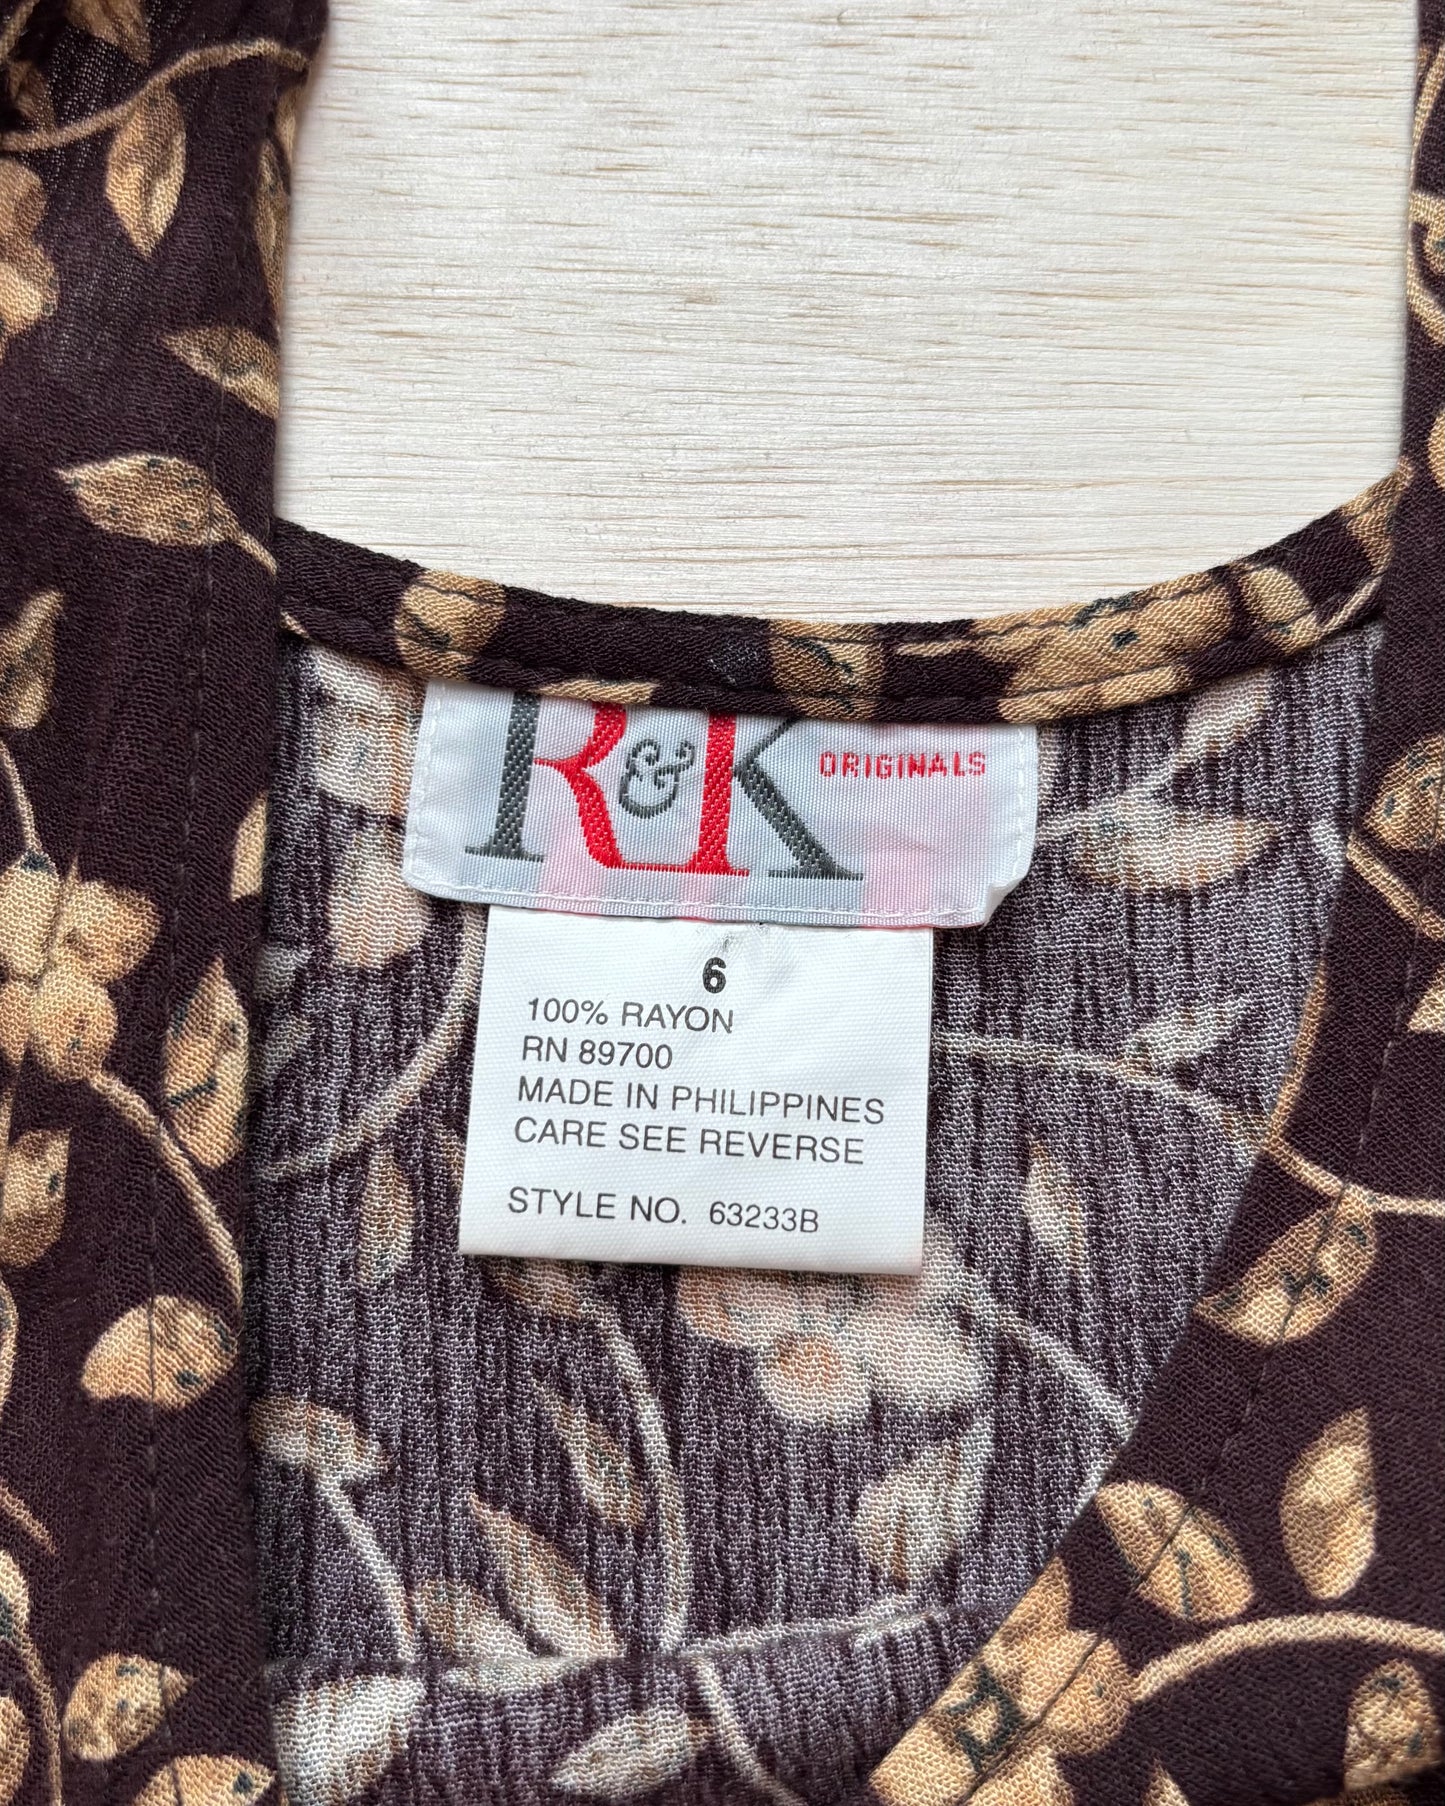 R&K ORIGINALS
6
100% RAYON
RN 89700
MADE IN PHILIPPINES
CARE SEE REVERSE
STYLE NO. 63233B